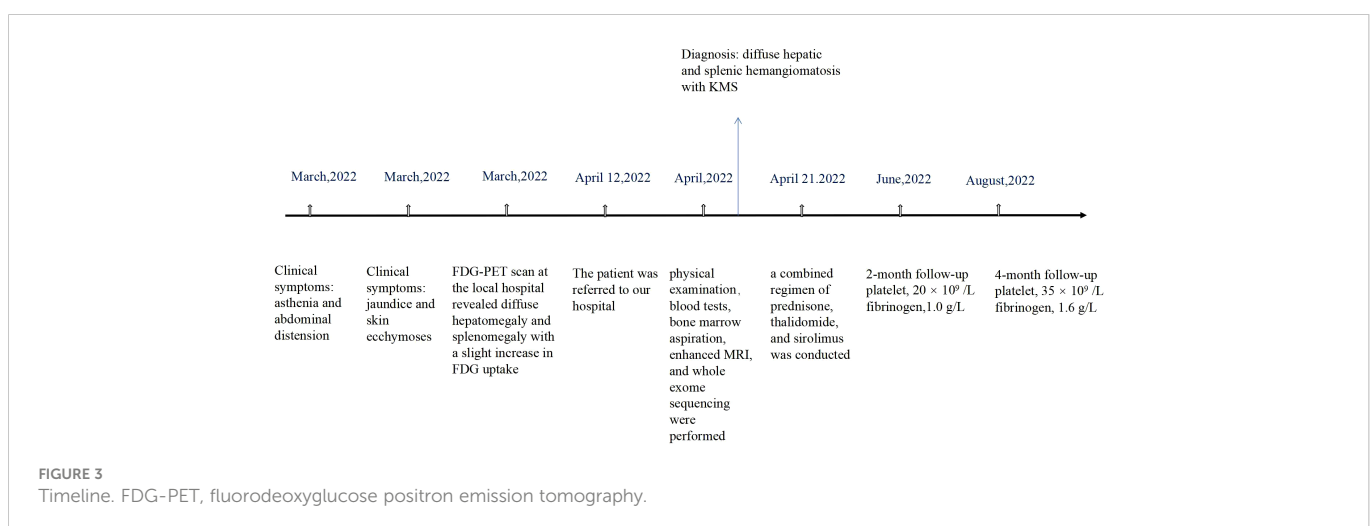 Diagnosis: diffuse hepatic
and splenic hemangiomatosis
with KMS
March,2022
March,2022
March,2022
April 12,2022
April,2022
April 21.2022
June,2022
August,2022
Clinical
symptoms:
asthenia and
abdominal
distension
Clinical
symptoms:
jaundice and
skin
ecchymoses
FDG-PET scan at
the local hospital
revealed diffuse
hepatomegaly and
splenomegaly with
a slight increase in
FDG uptake
The patient was
referred to our
hospital
physical
examination,
blood tests,
bone marrow
aspiration,
enhanced MRI,
and whole
exome
sequencing
were
performed
a combined
regimen of
prednisone,
thalidomide,
and sirolimus
was conducted
2-month follow-up
platelet, 20 × 10⁹ /L
fibrinogen,1.0 g/L
4-month follow-up
platelet, 35 × 10⁹ /L
fibrinogen, 1.6 g/L
FIGURE 3
Timeline. FDG-PET, fluorodeoxyglucose positron emission tomography.